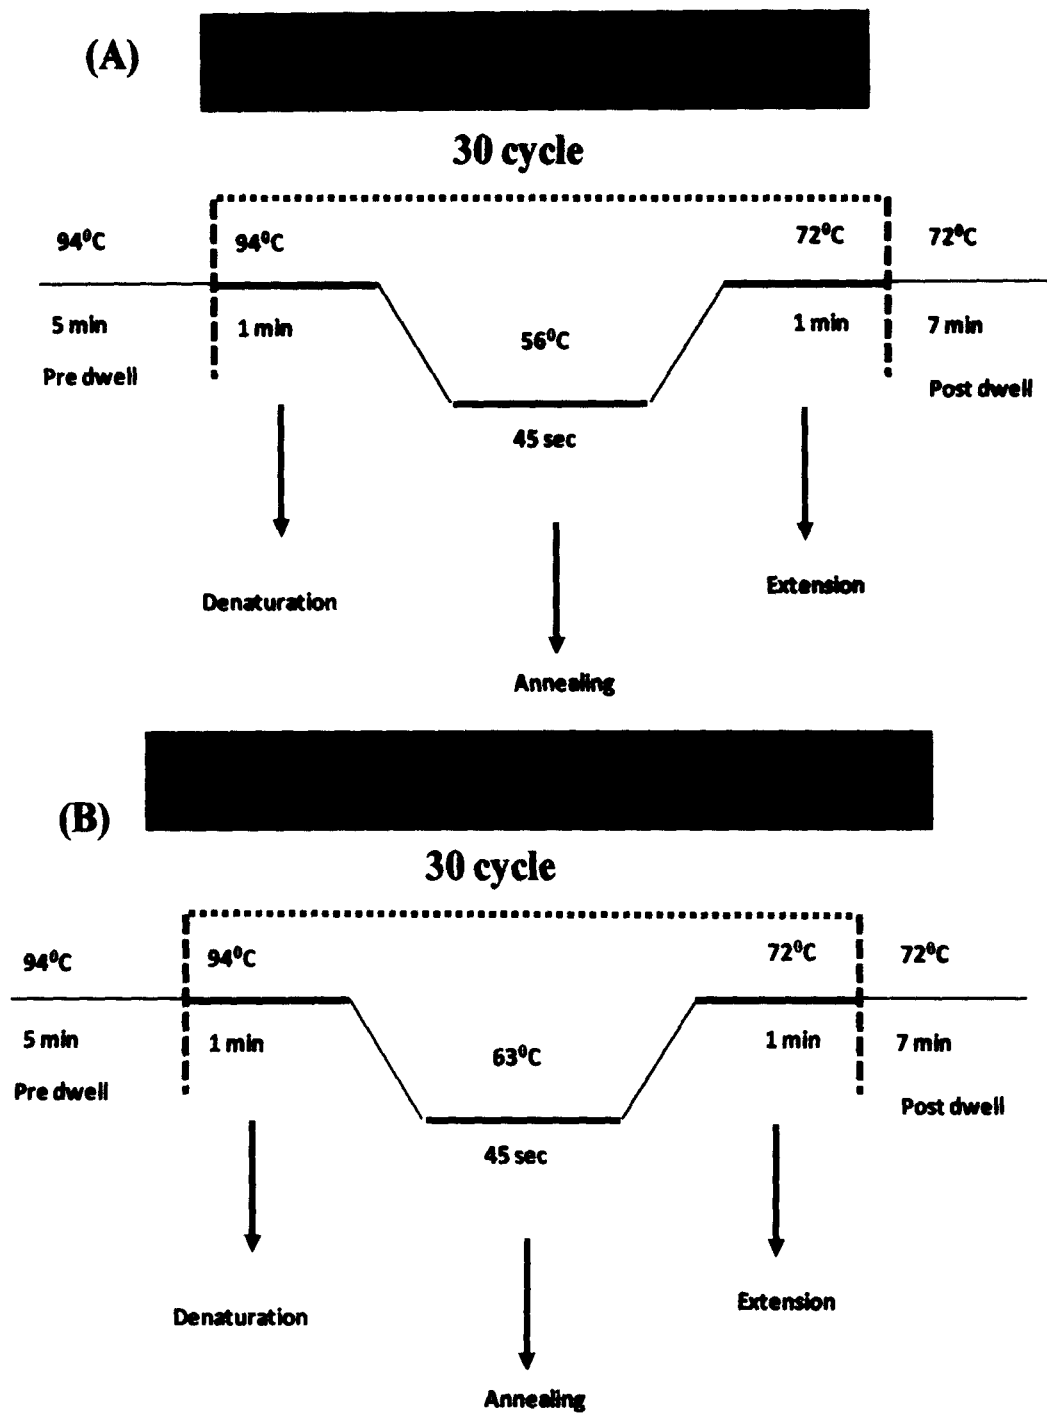 (A)
30 cycle
94⁰C 94⁰C 72⁰C 72⁰C
5 min 1 min 56⁰C 1 min 7 min
Pre dwell Post dwell
45 sec
Denaturation Extension
Annealing
(B)
30 cycle
94⁰C 94⁰C 72⁰C 72⁰C
5 min 1 min 63⁰C 1 min 7 min
Pre dwell Post dwell
45 sec
Denaturation Extension
Annealing